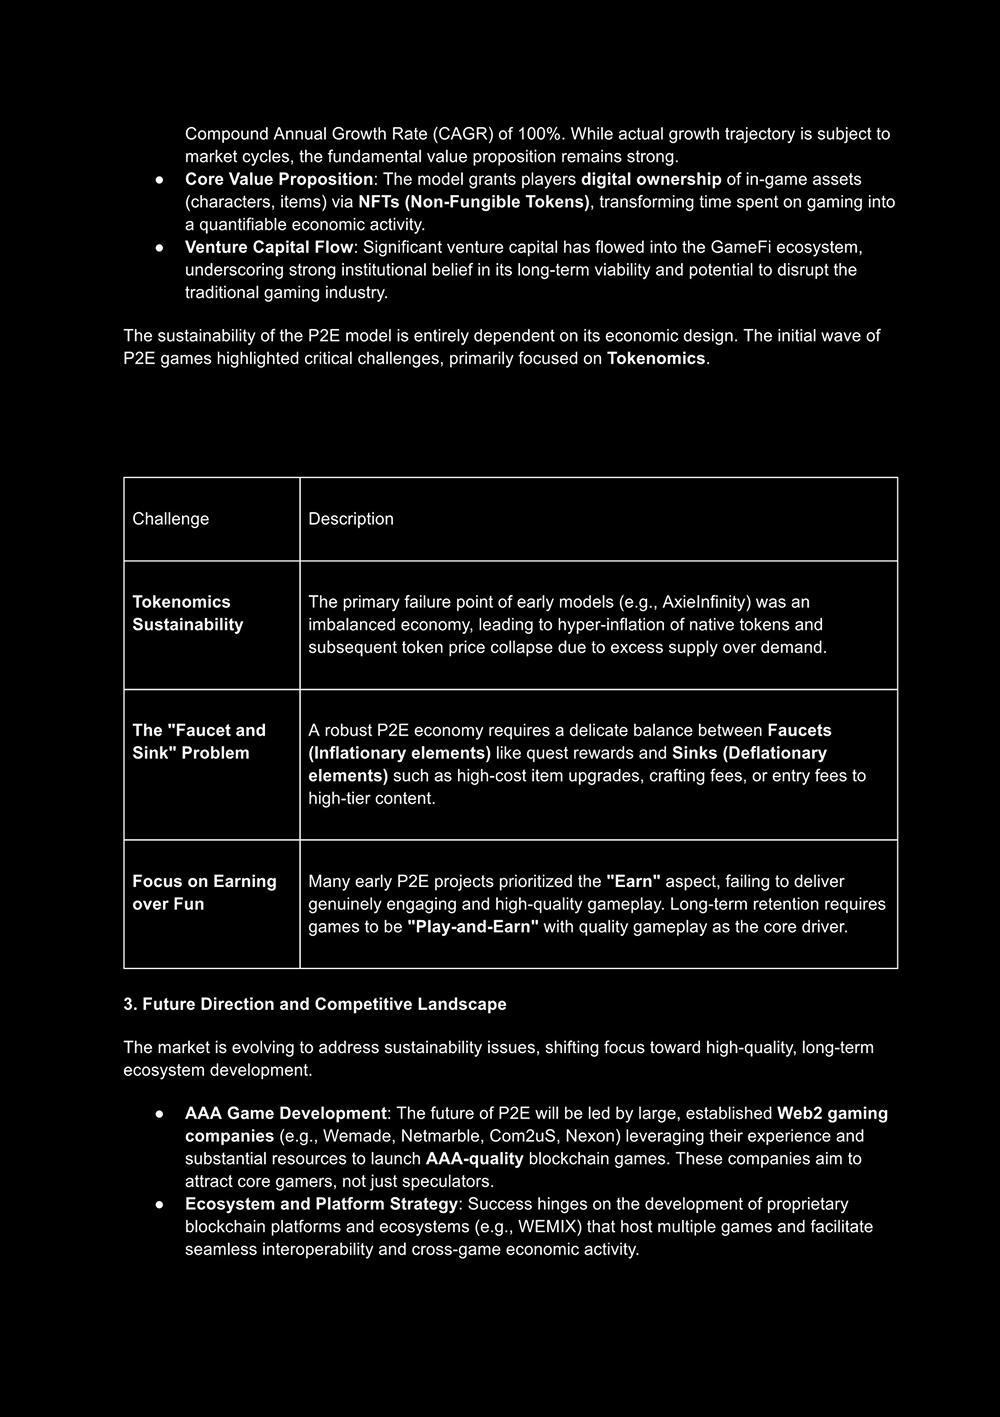 Compound Annual Growth Rate (CAGR) of 100%. While actual growth trajectory is subject to
market cycles, the fundamental value proposition remains strong.
● Core Value Proposition: The model grants players digital ownership of in-game assets
(characters, items) via NFTs (Non-Fungible Tokens), transforming time spent on gaming into
a quantifiable economic activity.
● Venture Capital Flow: Significant venture capital has flowed into the GameFi ecosystem,
underscoring strong institutional belief in its long-term viability and potential to disrupt the
traditional gaming industry.
The sustainability of the P2E model is entirely dependent on its economic design. The initial wave of
P2E games highlighted critical challenges, primarily focused on Tokenomics.
Challenge
Description
Tokenomics
Sustainability
The primary failure point of early models (e.g., AxieInfinity) was an
imbalanced economy, leading to hyper-inflation of native tokens and
subsequent token price collapse due to excess supply over demand.
The "Faucet and
Sink" Problem
A robust P2E economy requires a delicate balance between Faucets
(Inflationary elements) like quest rewards and Sinks (Deflationary
elements) such as high-cost item upgrades, crafting fees, or entry fees to
high-tier content.
Focus on Earning
over Fun
Many early P2E projects prioritized the "Earn" aspect, failing to deliver
genuinely engaging and high-quality gameplay. Long-term retention requires
games to be "Play-and-Earn" with quality gameplay as the core driver.
3. Future Direction and Competitive Landscape
The market is evolving to address sustainability issues, shifting focus toward high-quality, long-term
ecosystem development.
● AAA Game Development: The future of P2E will be led by large, established Web2 gaming
companies (e.g., Wemade, Netmarble, Com2uS, Nexon) leveraging their experience and
substantial resources to launch AAA-quality blockchain games. These companies aim to
attract core gamers, not just speculators.
● Ecosystem and Platform Strategy: Success hinges on the development of proprietary
blockchain platforms and ecosystems (e.g., WEMIX) that host multiple games and facilitate
seamless interoperability and cross-game economic activity.